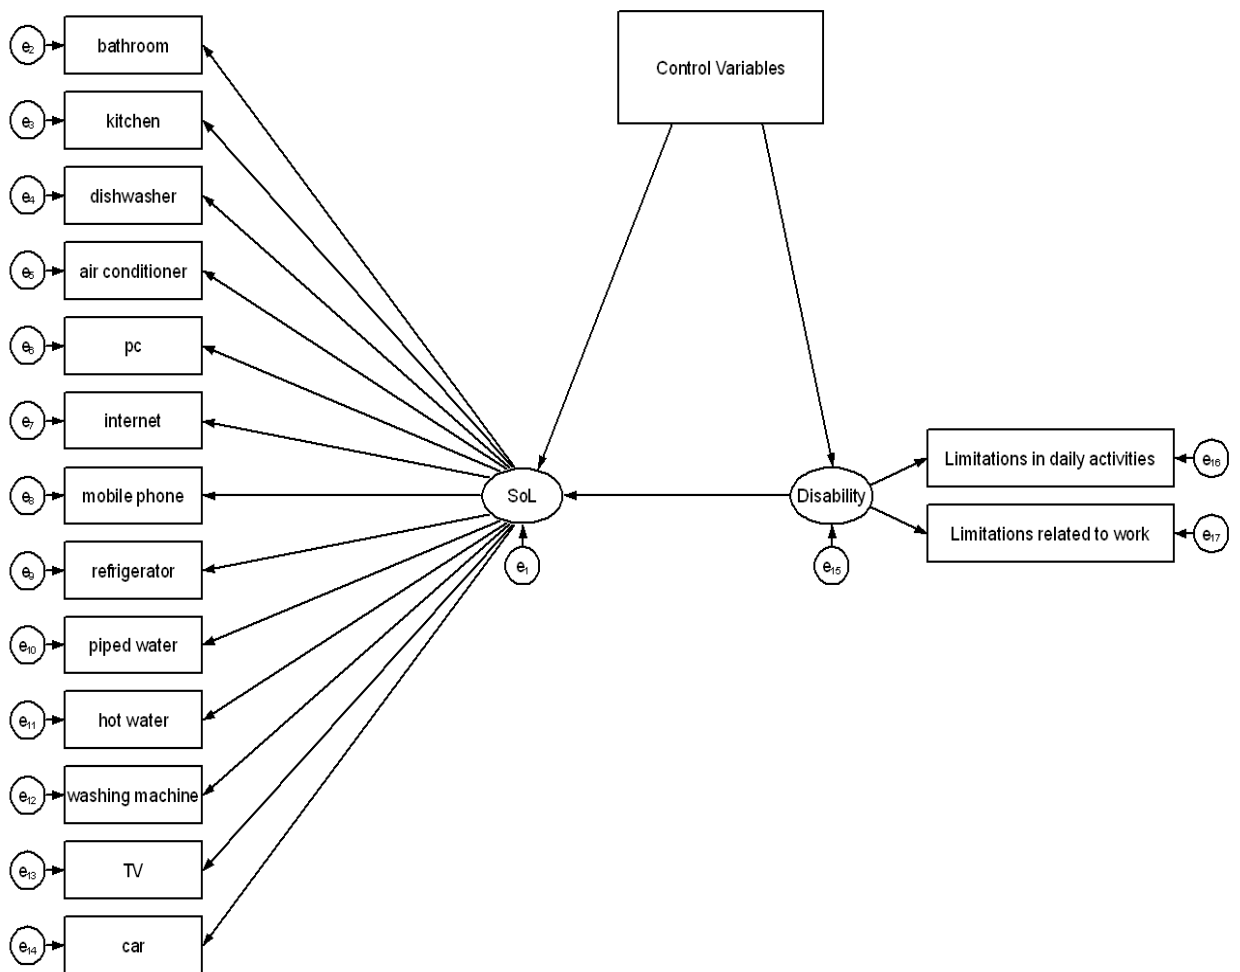 e2
bathroom
Control Variables
e3
kitchen
e4
dishwasher
e5
air conditioner
e6
pc
e7
internet
e8
mobile phone
SoL
Disability
Limitations in daily activities
e16
Limitations related to work
e17
e1
e15
e9
refrigerator
e10
piped water
e11
hot water
e12
washing machine
e13
TV
e14
car